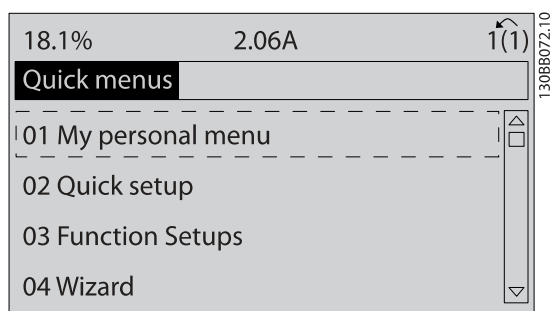 18.1% 2.06A 1(1)
Quick menus
01 My personal menu
02 Quick setup
03 Function Setups
04 Wizard
130BB072.10